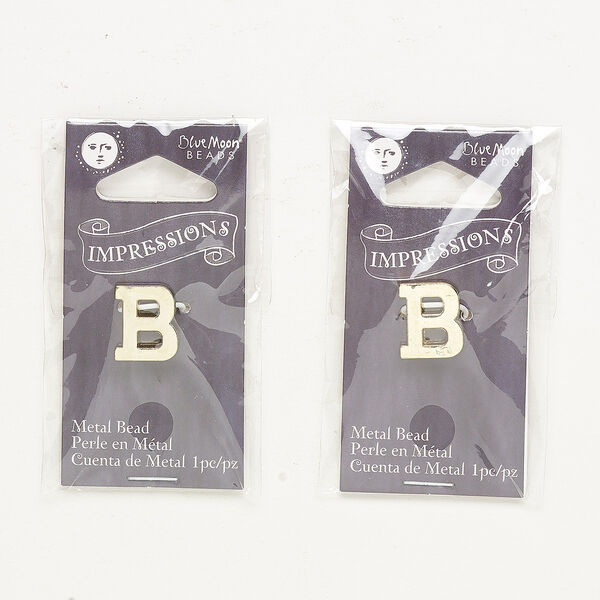 Blue Moon
BEADS
IMPRESSIONS
B
Metal Bead
Perle en Métal
Cuenta de Metal 1pc/pz
Blue Moon
BEADS
IMPRESSIONS
B
Metal Bead
Perle en Métal
Cuenta de Metal 1pc/pz